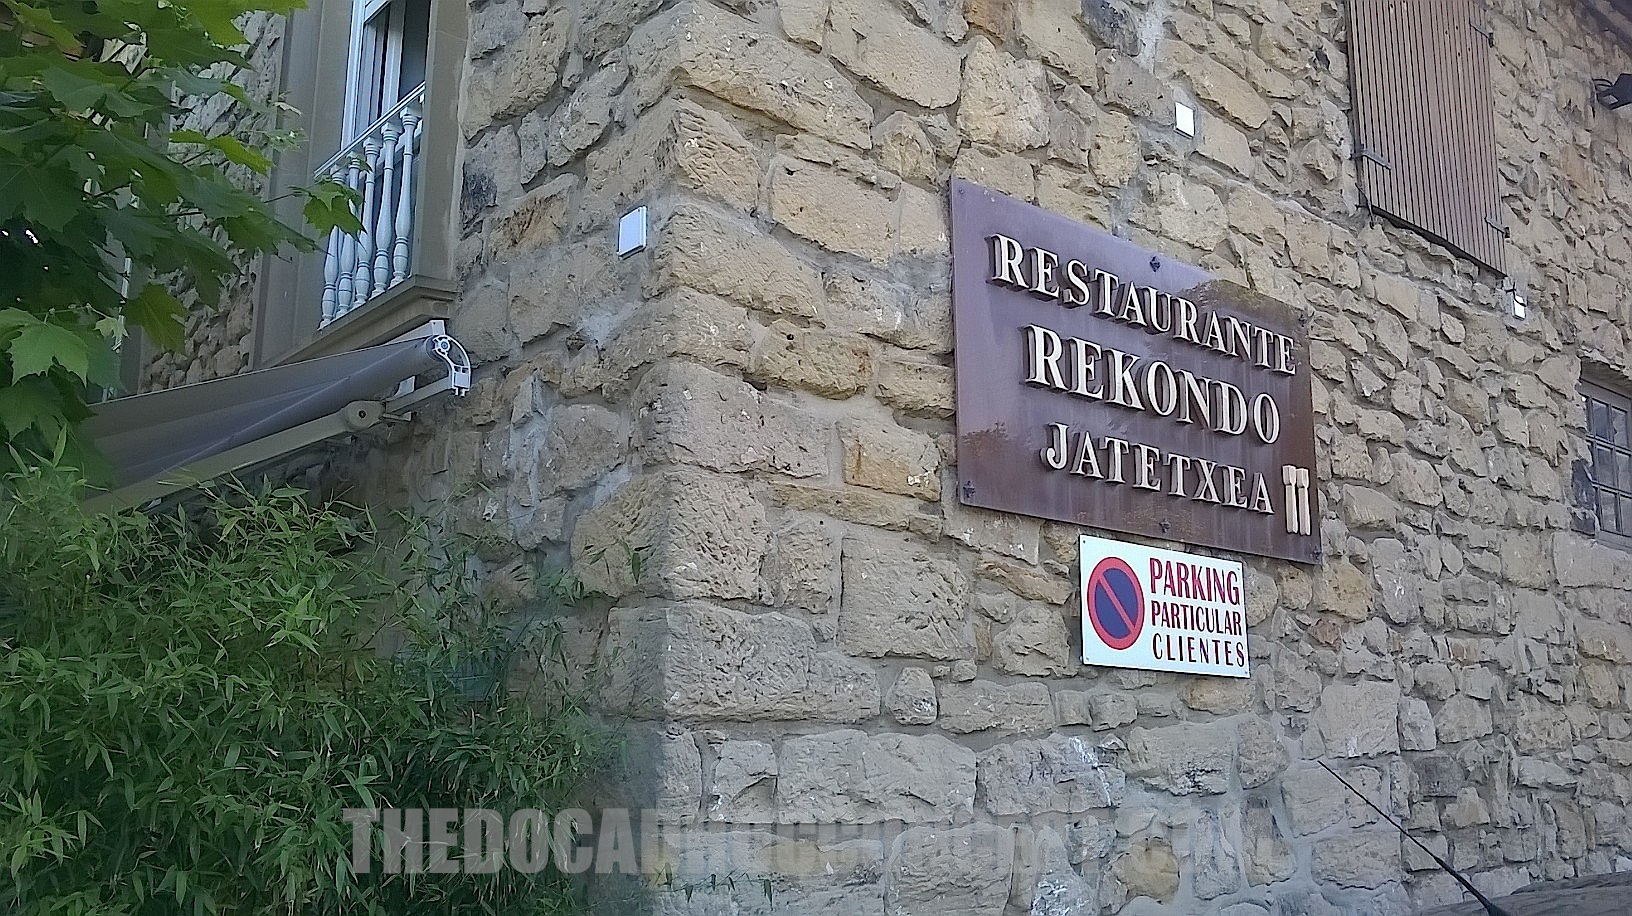 RESTAURANTE
REKONDO
JATETXEA
PARKING
PARTICULAR
CLIENTES